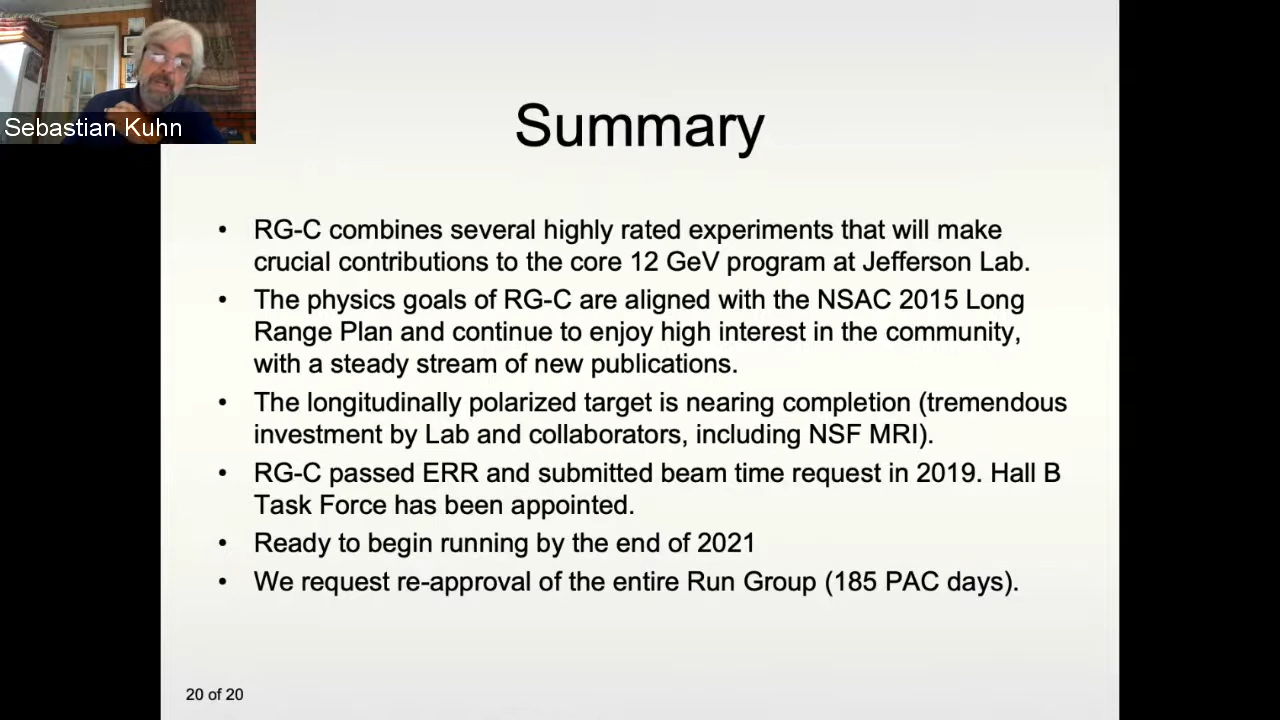 Sebastian Kuhn
Summary
• RG-C combines several highly rated experiments that will make
crucial contributions to the core 12 GeV program at Jefferson Lab.
• The physics goals of RG-C are aligned with the NSAC 2015 Long
Range Plan and continue to enjoy high interest in the community,
with a steady stream of new publications.
• The longitudinally polarized target is nearing completion (tremendous
investment by Lab and collaborators, including NSF MRI).
• RG-C passed ERR and submitted beam time request in 2019. Hall B
Task Force has been appointed.
• Ready to begin running by the end of 2021
• We request re-approval of the entire Run Group (185 PAC days).
20 of 20